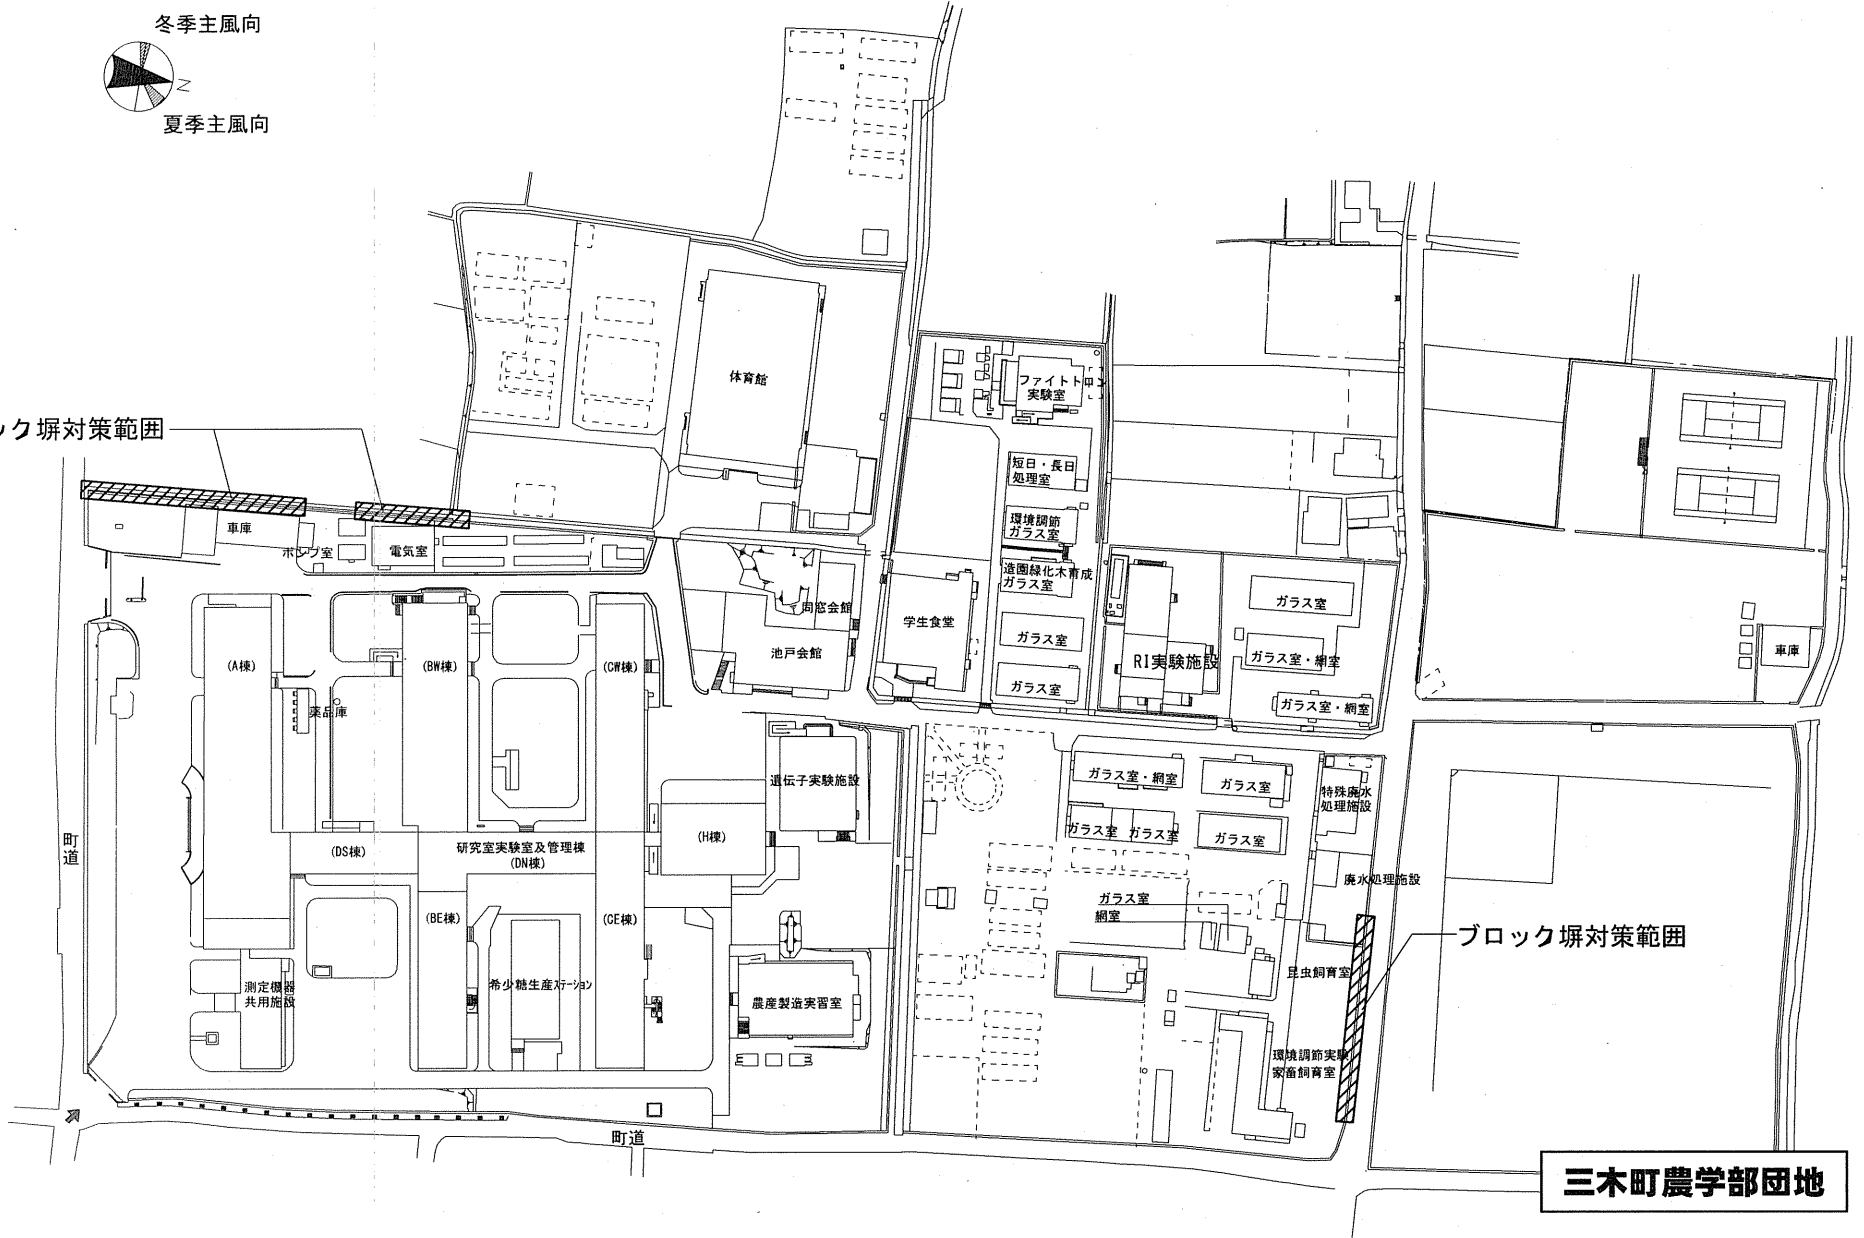 冬季主風向
N
夏季主風向
体育館
ファイトト
実験室
ック塀対策範囲
短日・長日
処理室
車庫
ポンプ室
電気室
環境調節
ガラス室
造園緑化木育成
ガラス室
同窓会館
学生食堂
ガラス室
ガラス室
池戸会館
(A棟)
(BW棟)
(CW棟)
ガラス室
RI実験施設
ガラス室・網室
車庫
ガラス室
ガラス室・網室
薬品庫
遺伝子実験施設
ガラス室・網室
ガラス室
特殊廃水
処理施設
町道
(DS棟)
研究室実験室及管理棟
(DN棟)
(H棟)
ガラス室
ガラス室
ガラス室
廃水処理施設
(BE棟)
(CE棟)
ガラス室
網室
ブロック塀対策範囲
測定機器
共用施設
希少糖生産ステーション
農産製造実習室
昆虫飼育室
環境調節実験
家畜飼育室
町道
三木町農学部団地